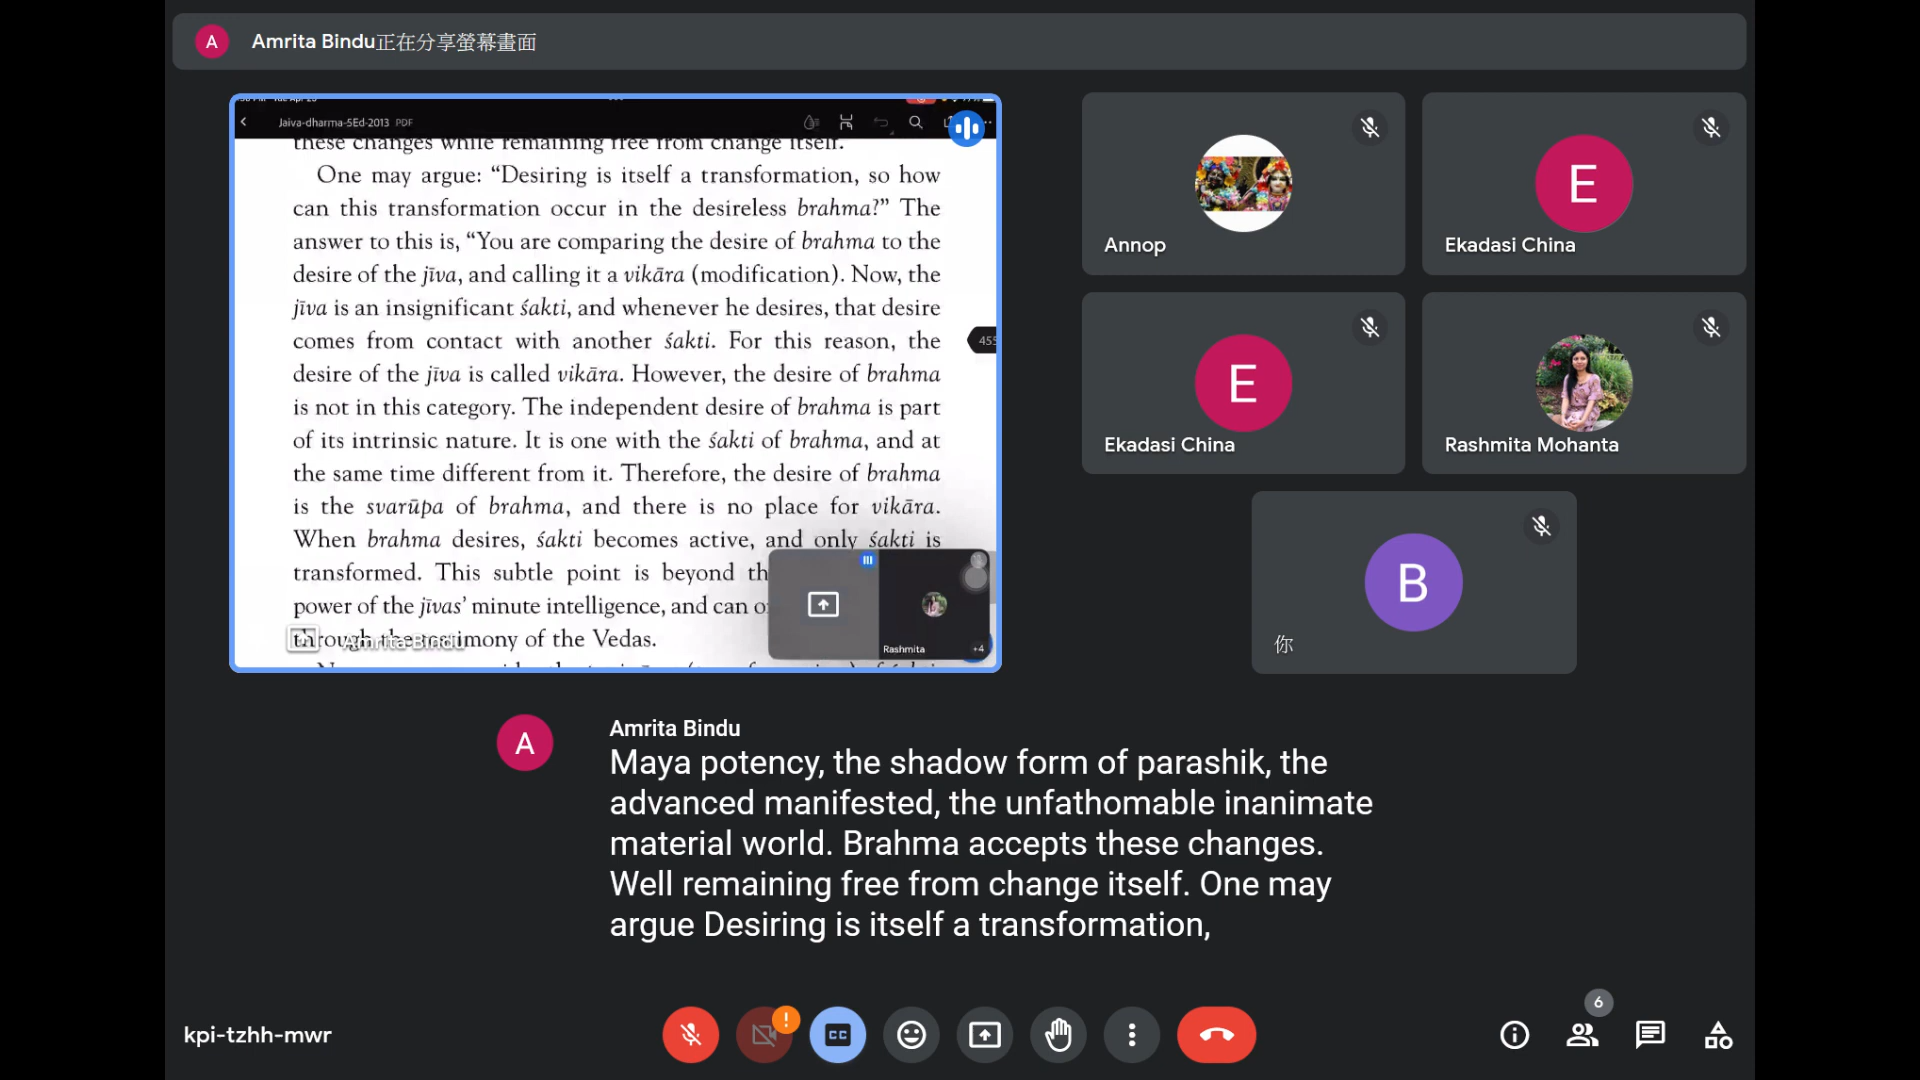 A
Amrita Bindu正在分享螢幕畫面
Jaiva-dharma-5Ed-2013 PDF
these changes while remaining free from change itself.
One may argue: “Desiring is itself a transformation, so how
can this transformation occur in the desireless brahma?” The
answer to this is, “You are comparing the desire of brahma to the
desire of the jīva, and calling it a vikāra (modification). Now, the
jīva is an insignificant śakti, and whenever he desires, that desire
comes from contact with another śakti. For this reason, the
desire of the jīva is called vikāra. However, the desire of brahma
is not in this category. The independent desire of brahma is part
of its intrinsic nature. It is one with the śakti of brahma, and at
the same time different from it. Therefore, the desire of brahma
is the svarūpa of brahma, and there is no place for vikāra.
When brahma desires, śakti becomes active, and only śakti is
transformed. This subtle point is beyond
power of the jīvas’ minute intelligence, and can
through the testimony of the Vedas.
455
Amrita Bindu
Rashmita
+4
Annop
E
Ekadasi China
E
Ekadasi China
Rashmita Mohanta
B
你
A
Amrita Bindu
Maya potency, the shadow form of parashik, the
advanced manifested, the unfathomable inanimate
material world. Brahma accepts these changes.
Well remaining free from change itself. One may
argue Desiring is itself a transformation,
kpi-tzhh-mwr
!
CC
6